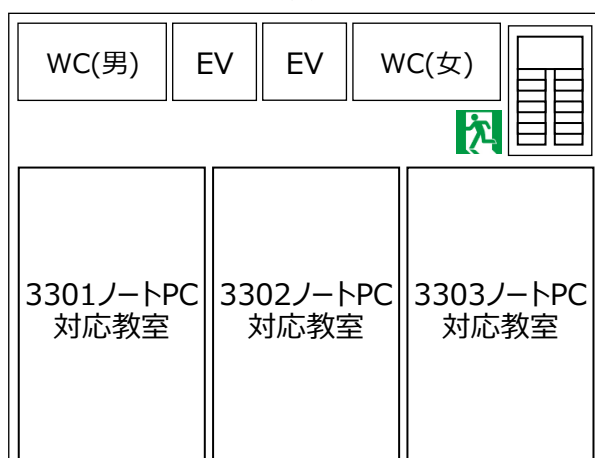 WC(男)
EV
EV
WC(女)
3301ノートPC
対応教室
3302ノートPC
対応教室
3303ノートPC
対応教室